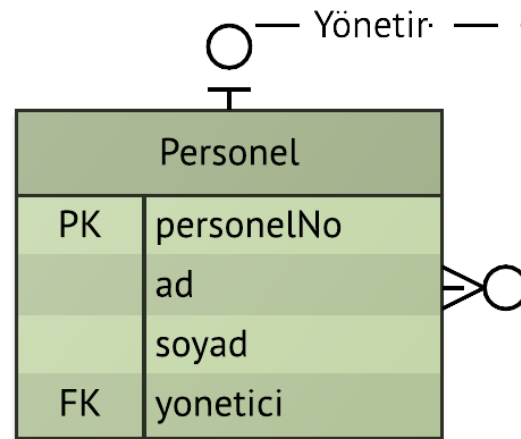 Yönetir
Personel
PK personelNo
ad
soyad
FK yonetici